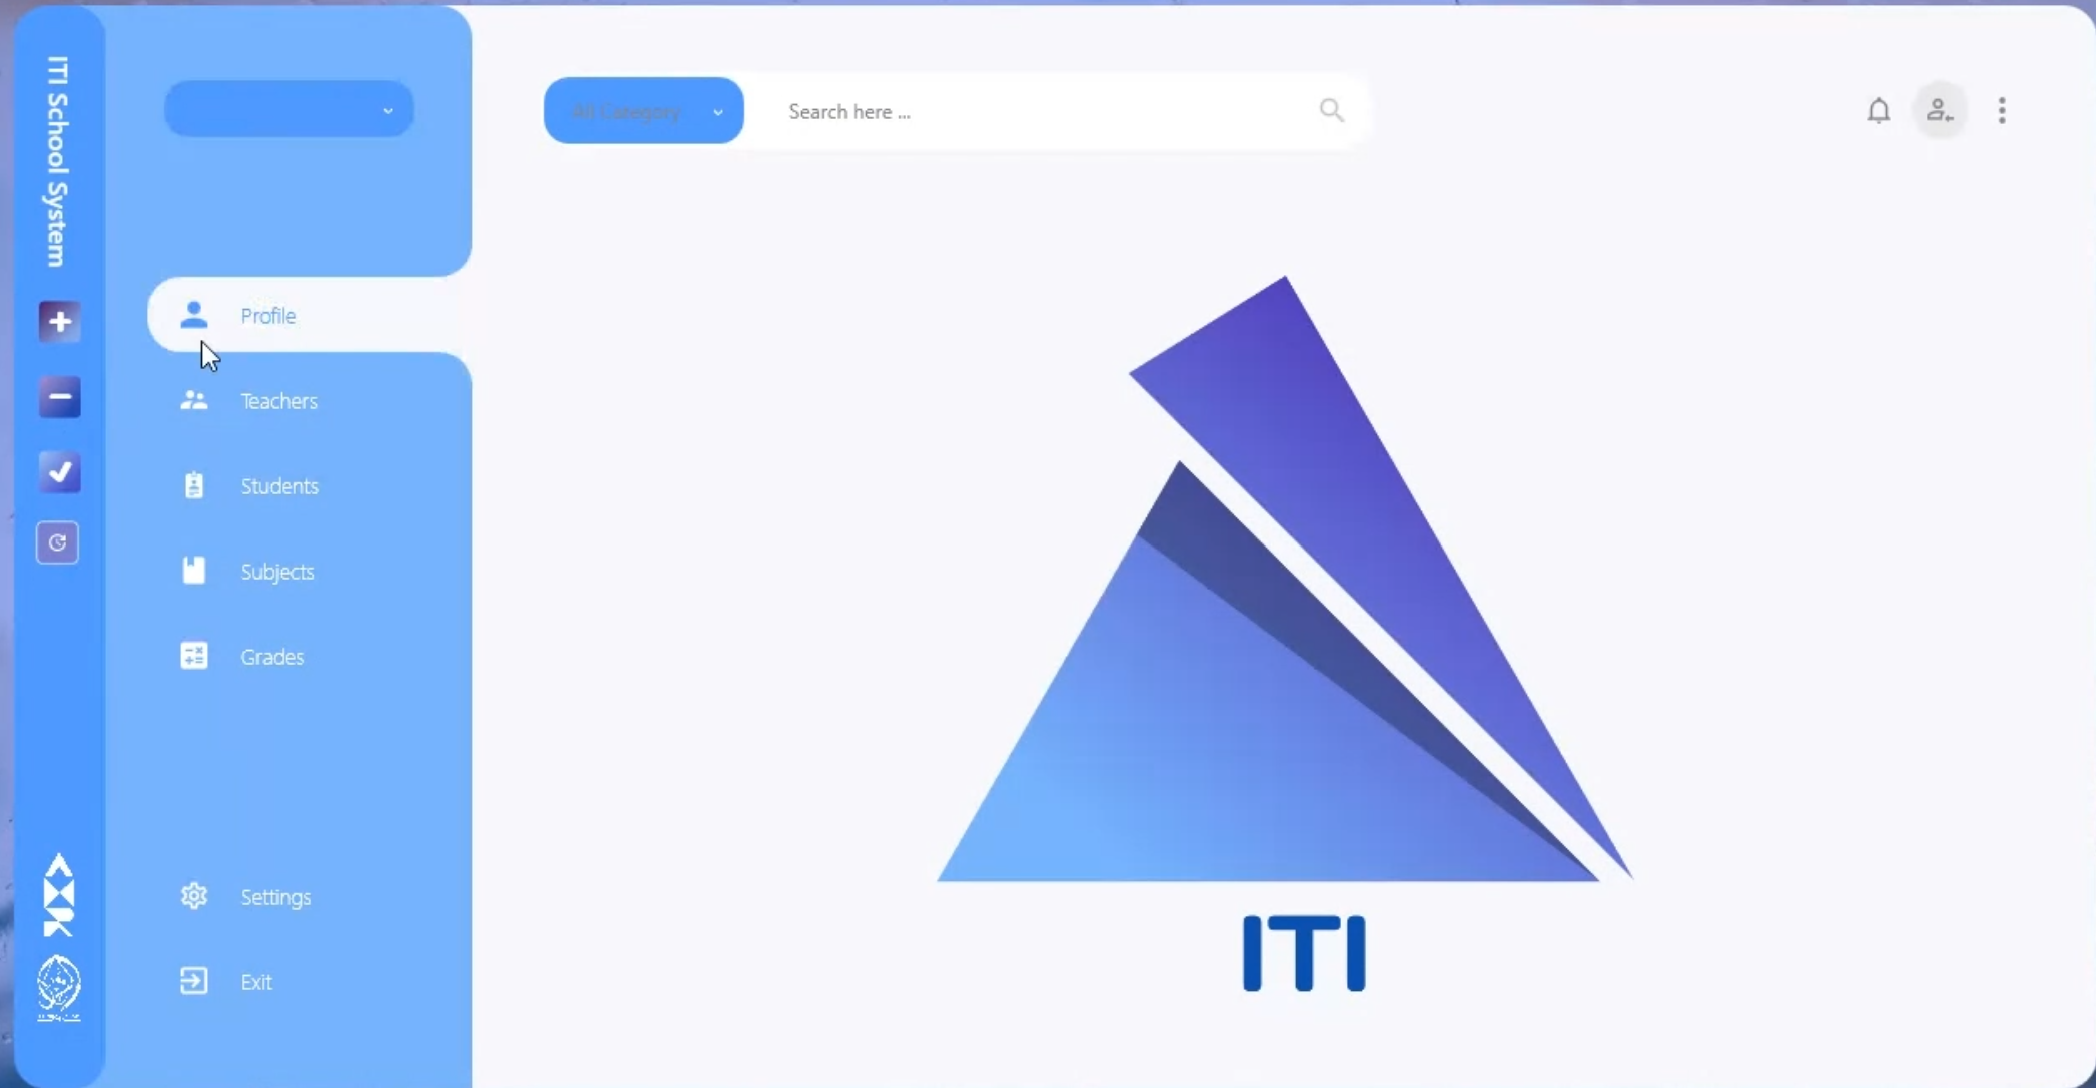 ITI School System
All Category
Search here ...
Profile
Teachers
Students
Subjects
Grades
Settings
Exit
ITI